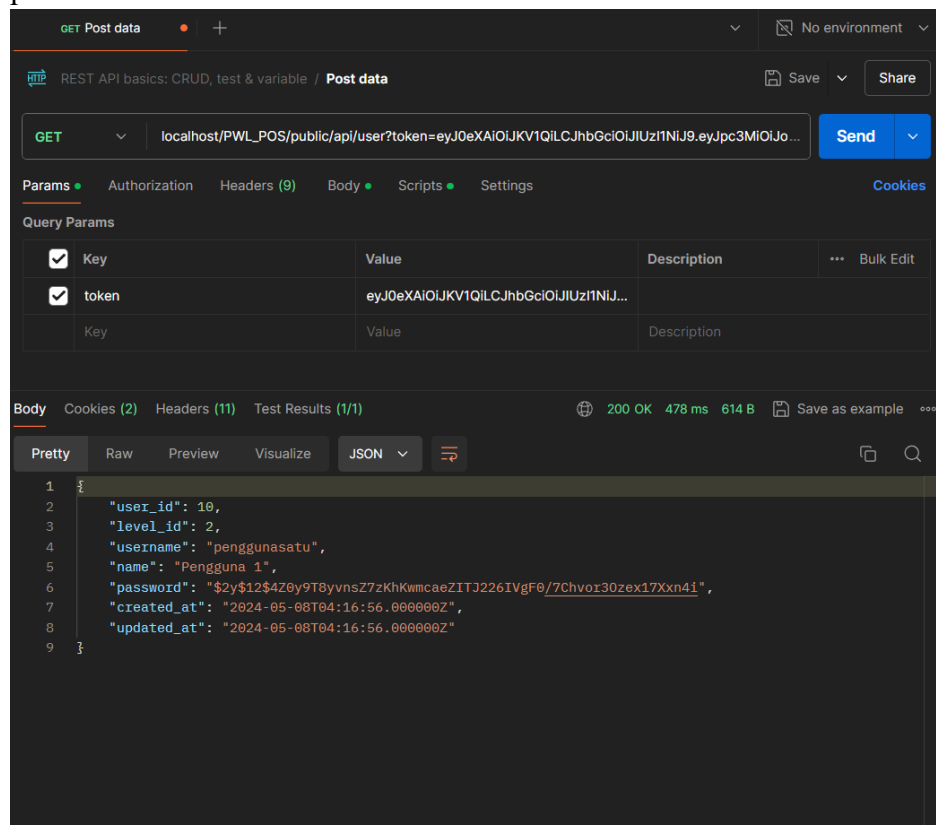 GET Post data
No environment
HTTP REST API basics: CRUD, test & variable / Post data
Save
Share
GET
localhost/PWL_POS/public/api/user?token=eyJ0eXAiOiJKV1QiLCJhbGciOiJIUzI1NiJ9.eyJpc3MiOiJo...
Send
Params Authorization Headers (9) Body Scripts Settings Cookies
Query Params
Key Value Description ... Bulk Edit
token eyJ0eXAiOiJKV1QiLCJhbGciOiJIUzI1NiJ...
Key Value Description
Body Cookies (2) Headers (11) Test Results (1/1) 200 OK 478 ms 614 B Save as example
Pretty Raw Preview Visualize JSON
1 {
2 "user_id": 10,
3 "level_id": 2,
4 "username": "penggunasatu",
5 "name": "Pengguna 1",
6 "password": "$2y$12$4Z0y9T8yvnsZ7zKhKwmcaeZITJ226IVgF0/7Chvor3Ozex17Xxn4i",
7 "created_at": "2024-05-08T04:16:56.000000Z",
8 "updated_at": "2024-05-08T04:16:56.000000Z"
9 }